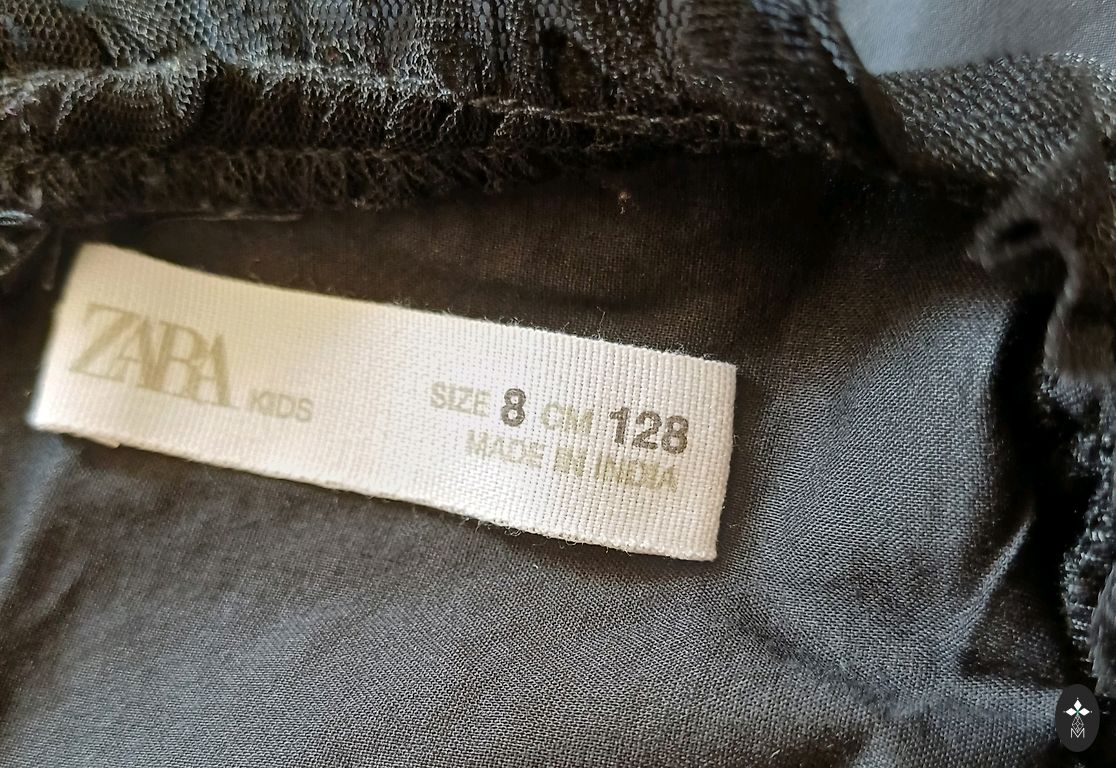 ZARA KIDS
SIZE 8 CM 128
MADE IN INDIA
M